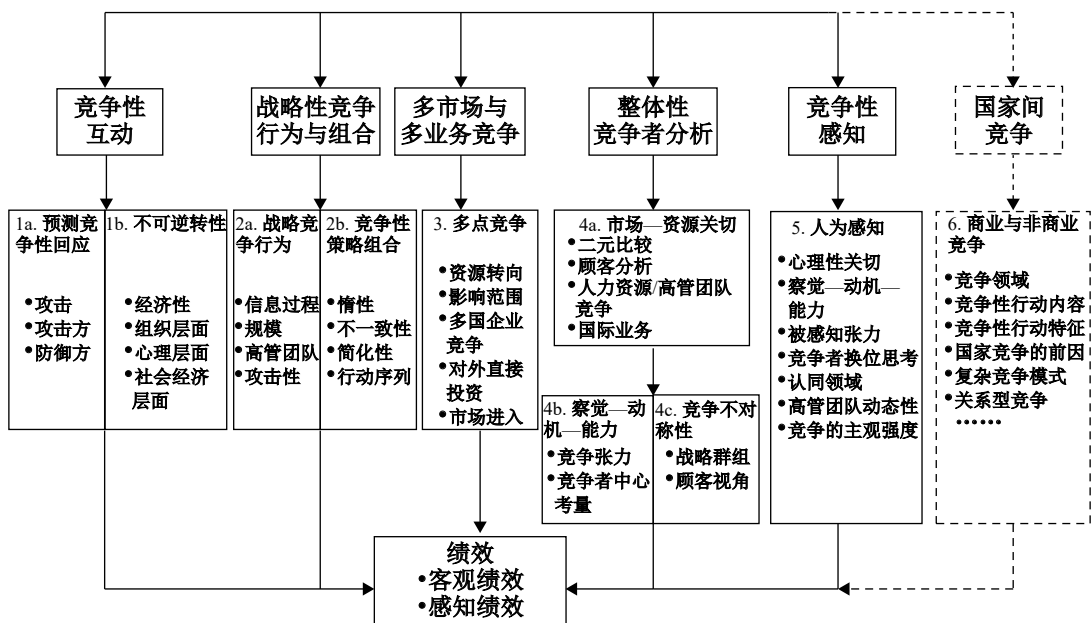 竞争性
互动
战略性竞争
行为与组合
多市场与
多业务竞争
整体性
竞争者分析
竞争性
感知
国家间
竞争
1a. 预测竞
争性回应
•攻击
•攻击方
•防御方
1b. 不可逆转性
•经济性
•组织层面
•心理层面
•社会经济
层面
2a. 战略竞
争行为
•信息过程
•规模
•高管团队
•攻击性
2b. 竞争性
策略组合
•惰性
•不一致性
•简化性
•行动序列
3. 多点竞争
•资源转向
•影响范围
•多国企业
竞争
•对外直接
投资
•市场进入
4a. 市场—资源关切
•二元比较
•顾客分析
•人力资源/高管团队
竞争
•国际业务
4b. 察觉—动
机—能力
•竞争张力
•竞争者中心
考量
4c. 竞争不对
称性
•战略群组
•顾客视角
5. 人为感知
•心理性关切
•察觉—动机
—能力
•被感知张力
•竞争者换位思考
•认同领域
•高管团队动态性
•竞争的主观强度
6. 商业与非商业
竞争
•竞争领域
•竞争性行动内容
•竞争性行动特征
•国家竞争的前因
•复杂竞争模式
•关系型竞争
••••••
绩效
•客观绩效
•感知绩效